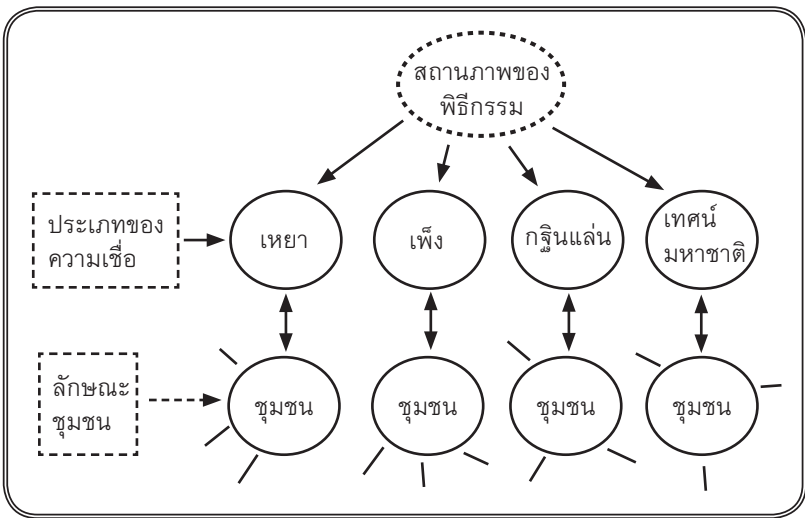 สถานภาพของ
พิธีกรรม
ประเภทของ
ความเชื่อ
เหยา
เพ็ง
กฐินแล่น
เทศน์
มหาชาติ
ลักษณะ
ชุมชน
ชุมชน
ชุมชน
ชุมชน
ชุมชน